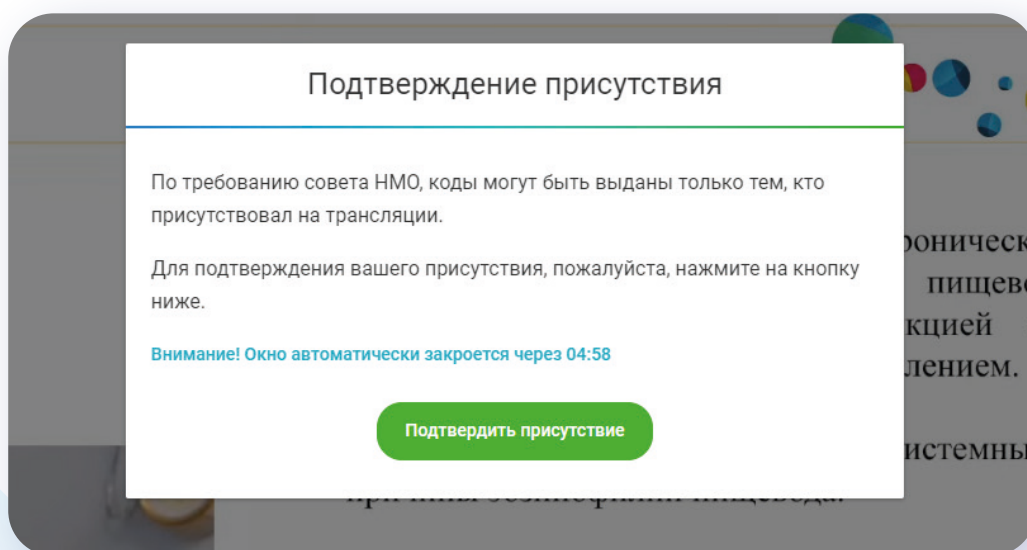 Подтверждение присутствия
По требованию совета НМО, коды могут быть выданы только тем, кто
присутствовал на трансляции.
Для подтверждения вашего присутствия, пожалуйста, нажмите на кнопку
ниже.
Внимание! Окно автоматически закроется через 04:58
Подтвердить присутствие